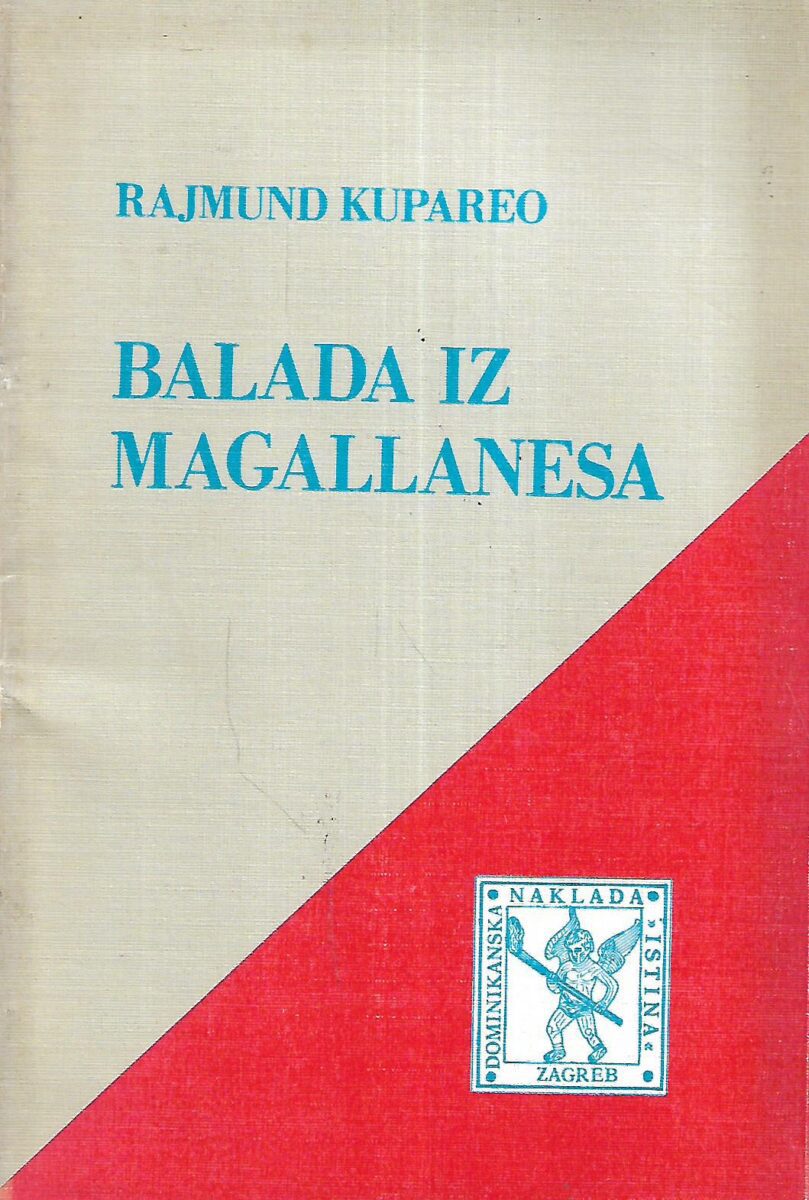 RAJMUND KUPAREO
BALADA IZ
MAGALLANESA
DOMINIKANSKA
NAKLADA
»ISTINA«
ZAGREB